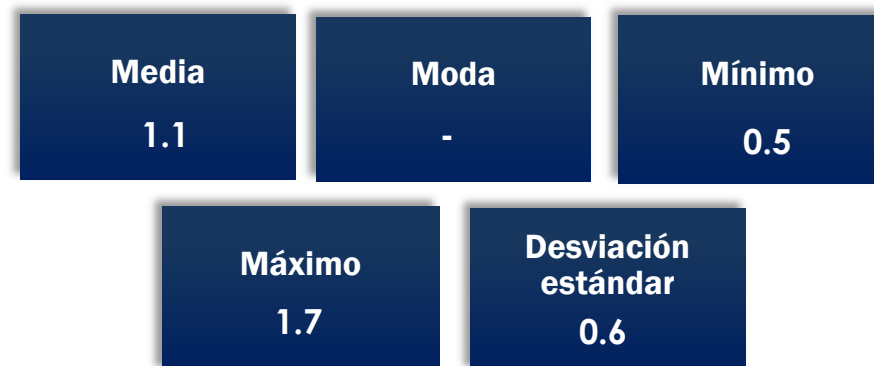 Media
1.1
Moda
-
Mínimo
0.5
Máximo
1.7
Desviación
estándar
0.6